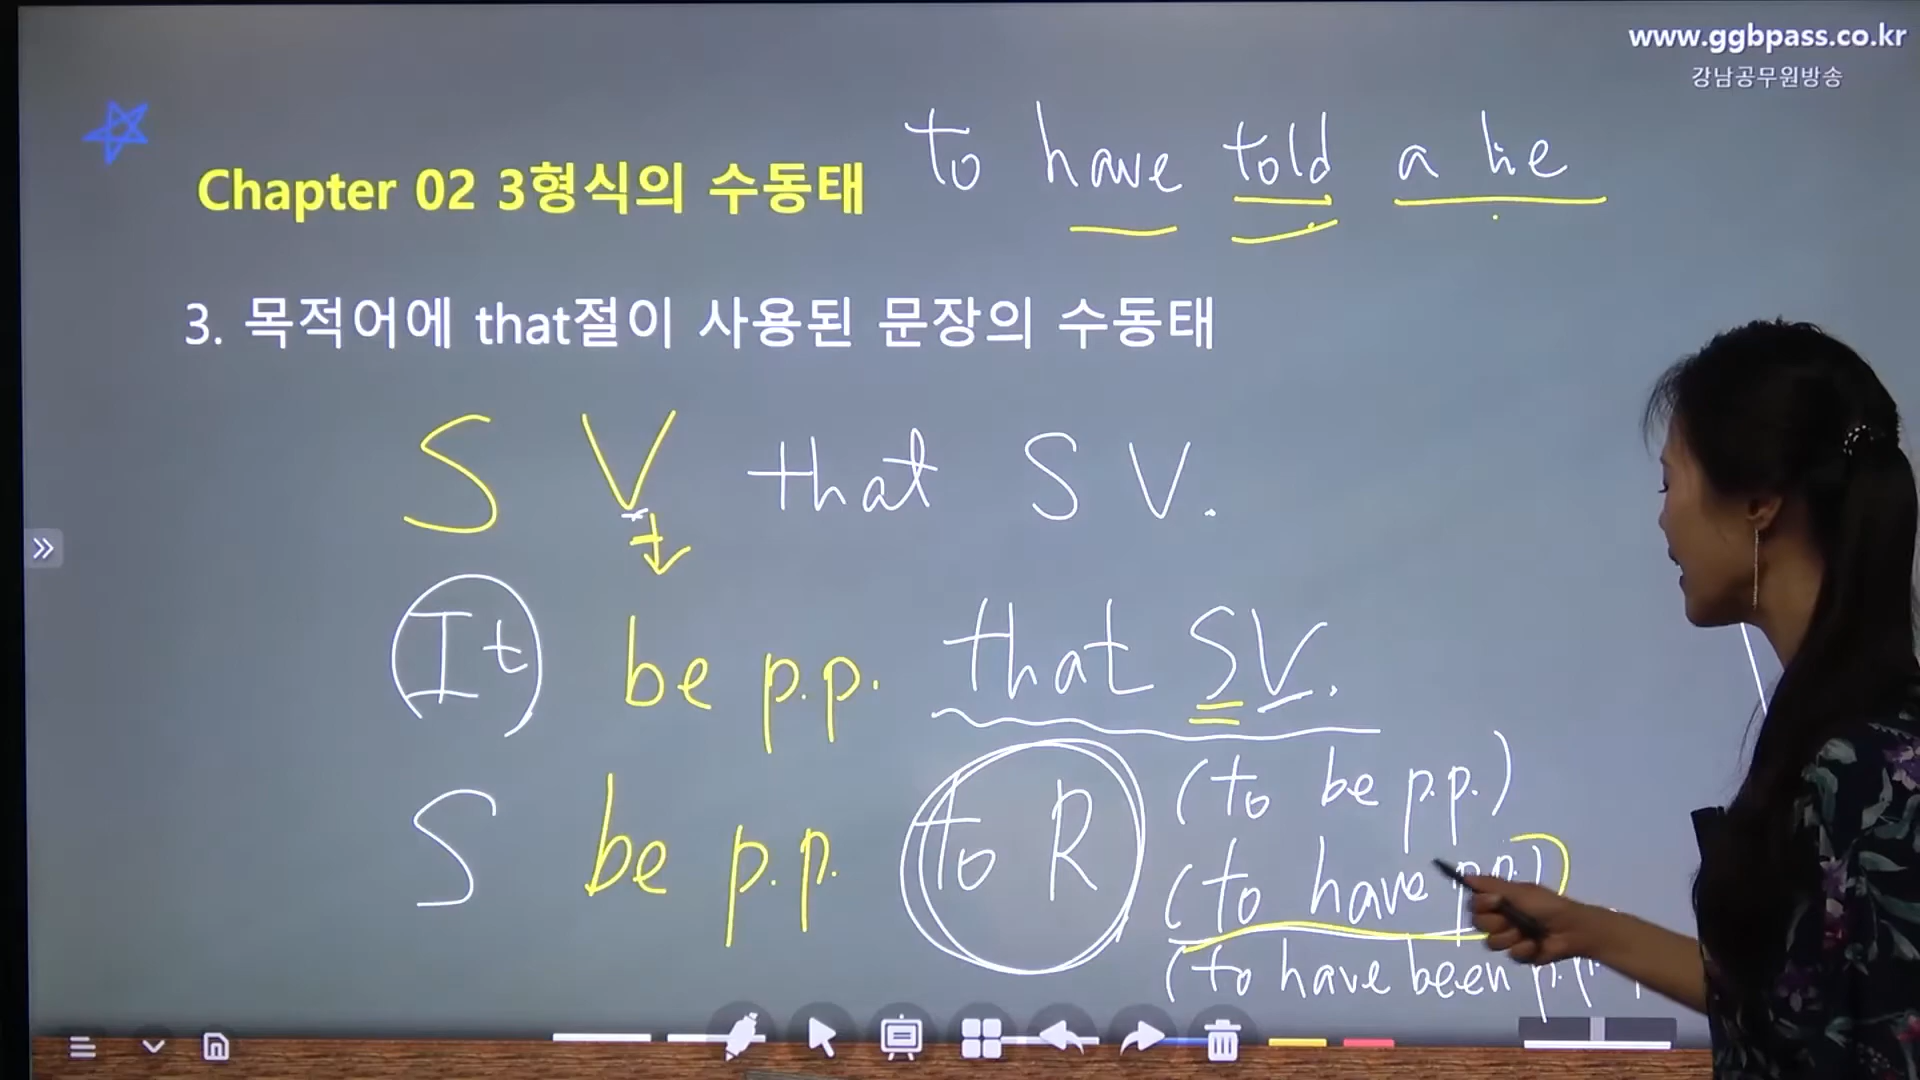 www.ggbpass.co.kr
강남공무원방송
to have told a lie
Chapter 02 3형식의 수동태
3. 목적어에 that절이 사용된 문장의 수동태
S V that S V.
It be p.p. that SV.
(to be p.p.)
S be p.p. to R
(to have p.p.)
(to have been p.p.